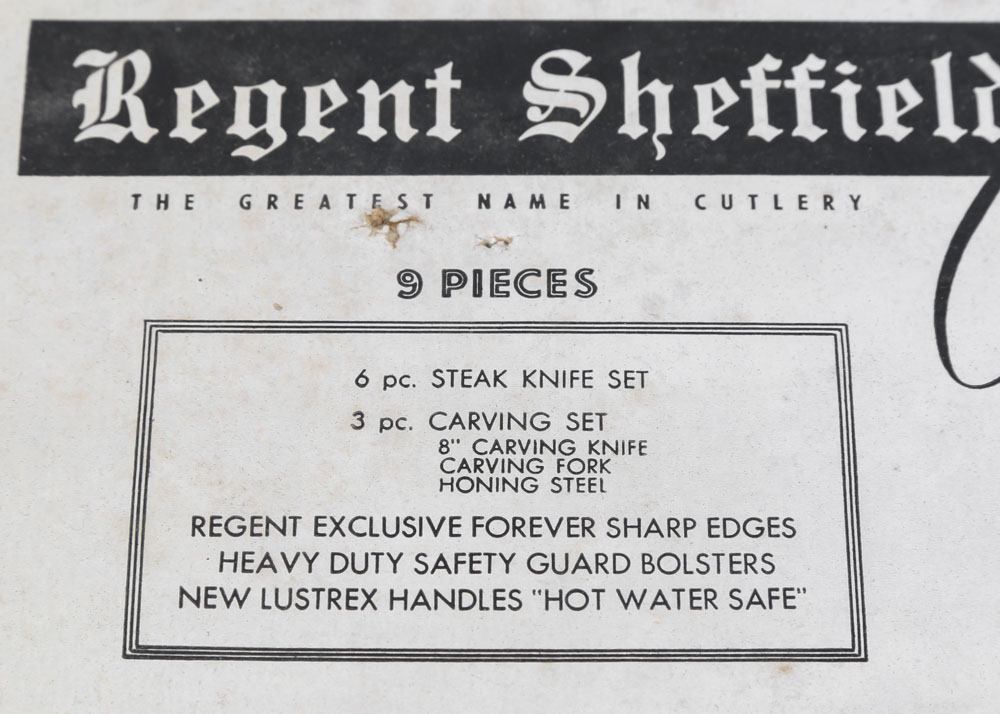 Regent Sheffield
THE GREATEST NAME IN CUTLERY
9 PIECES
6 pc. STEAK KNIFE SET
3 pc. CARVING SET
8" CARVING KNIFE
CARVING FORK
HONING STEEL
REGENT EXCLUSIVE FOREVER SHARP EDGES
HEAVY DUTY SAFETY GUARD BOLSTERS
NEW LUSTREX HANDLES "HOT WATER SAFE"